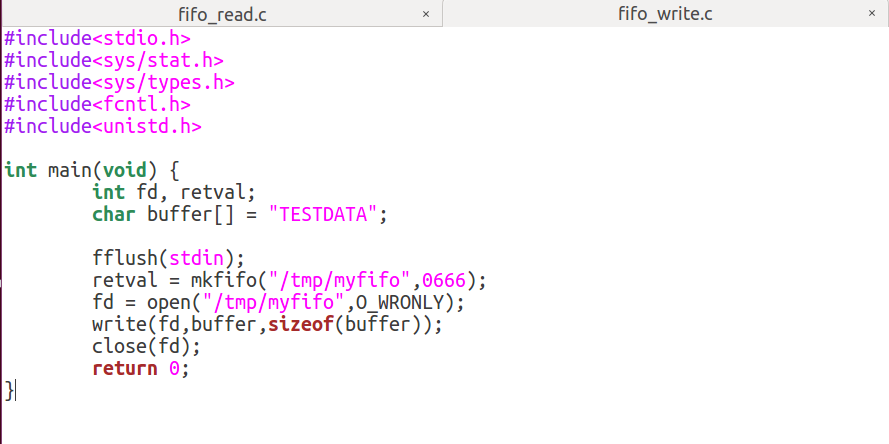 fifo_read.c × fifo_write.c ×
#include<stdio.h>
#include<sys/stat.h>
#include<sys/types.h>
#include<fcntl.h>
#include<unistd.h>
int main(void) {
int fd, retval;
char buffer[] = "TESTDATA";
fflush(stdin);
retval = mkfifo("/tmp/myfifo",0666);
fd = open("/tmp/myfifo",O_WRONLY);
write(fd,buffer,sizeof(buffer));
close(fd);
return 0;
}